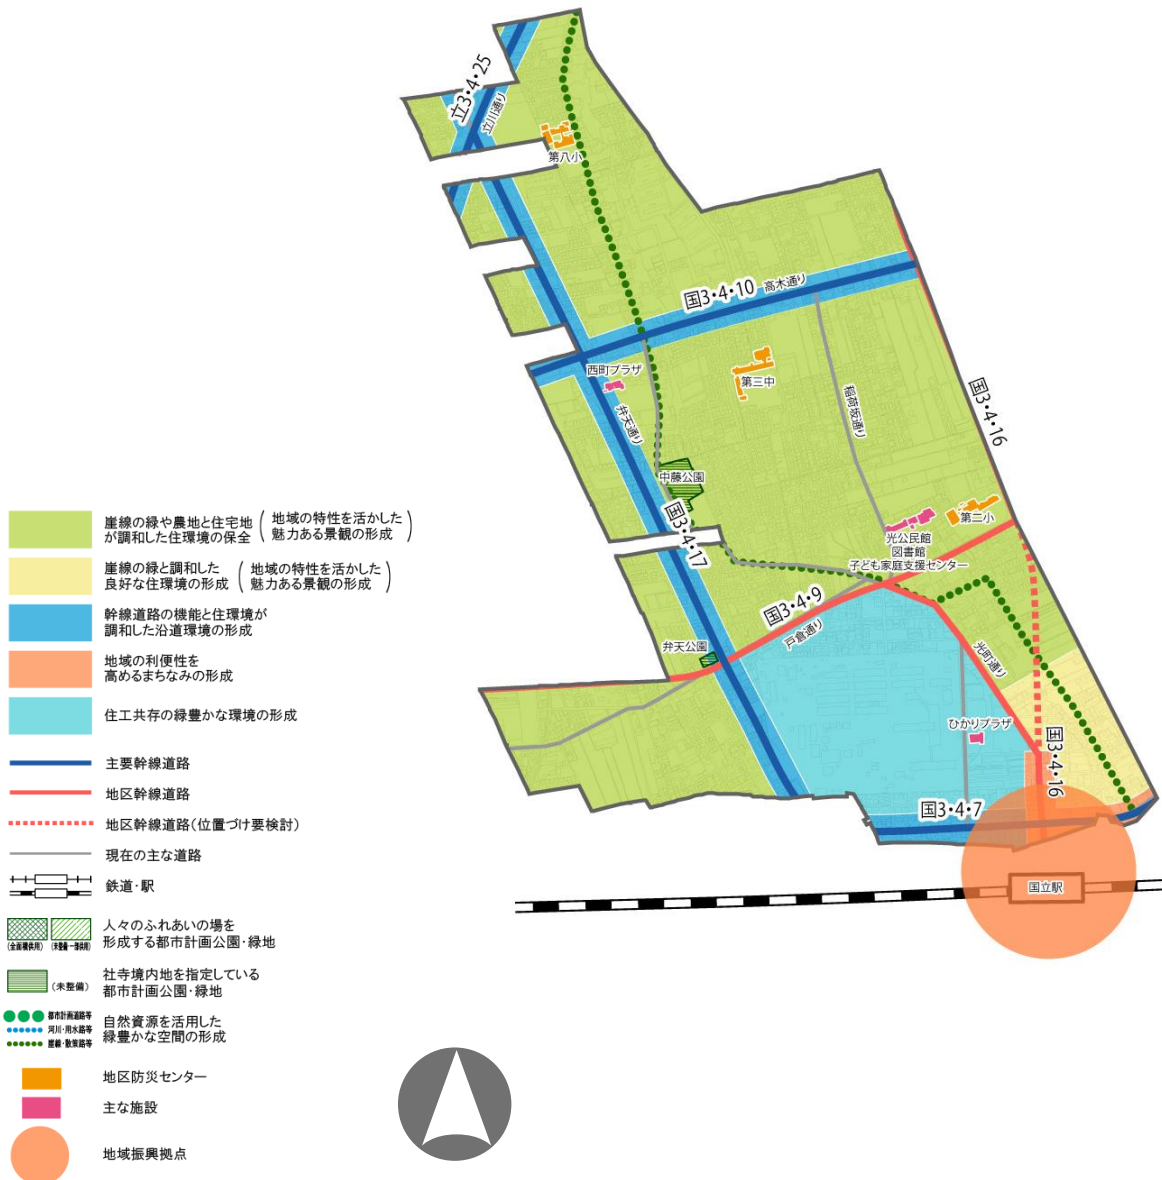 立3・4・25
立川通り
第八小
国3・4・10
高木通り
西町プラザ
弁天通り
第三中
稲荷坂通り
国3・4・16
中藤公園
国3・4・17
第二小
光公民館
図書館
子ども家庭支援センター
国3・4・9
戸倉通り
弁天公園
光町通り
ひかりプラザ
国3・4・16
国3・4・7
国立駅
崖線の緑や農地と住宅地
が調和した住環境の保全
(地域の特性を活かした
魅力ある景観の形成)
崖線の緑と調和した
良好な住環境の形成
(地域の特性を活かした
魅力ある景観の形成)
幹線道路の機能と住環境が
調和した沿道環境の形成
地域の利便性を
高めるまちなみの形成
住工共存の緑豊かな環境の形成
主要幹線道路
地区幹線道路
地区幹線道路(位置づけ要検討)
現在の主な道路
鉄道・駅
(全面積供用) (未整備・一部供用)
人々のふれあいの場を
形成する都市計画公園・緑地
(未整備)
社寺境内地を指定している
都市計画公園・緑地
都市計画道路等
河川・用水路等
崖線・散策路等
自然資源を活用した
緑豊かな空間の形成
地区防災センター
主な施設
地域振興拠点